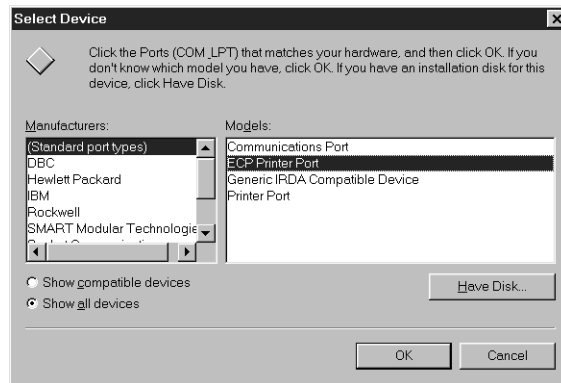 Select Device
Click the Ports (COM_LPT) that matches your hardware, and then click OK. If you
don't know which model you have, click OK. If you have an installation disk for this
device, click Have Disk.
Manufacturers:
(Standard port types)
DBC
Hewlett Packard
IBM
Rockwell
SMART Modular Technologie
Models:
Communications Port
ECP Printer Port
Generic IRDA Compatible Device
Printer Port
Show compatible devices
Show all devices
Have Disk...
OK
Cancel